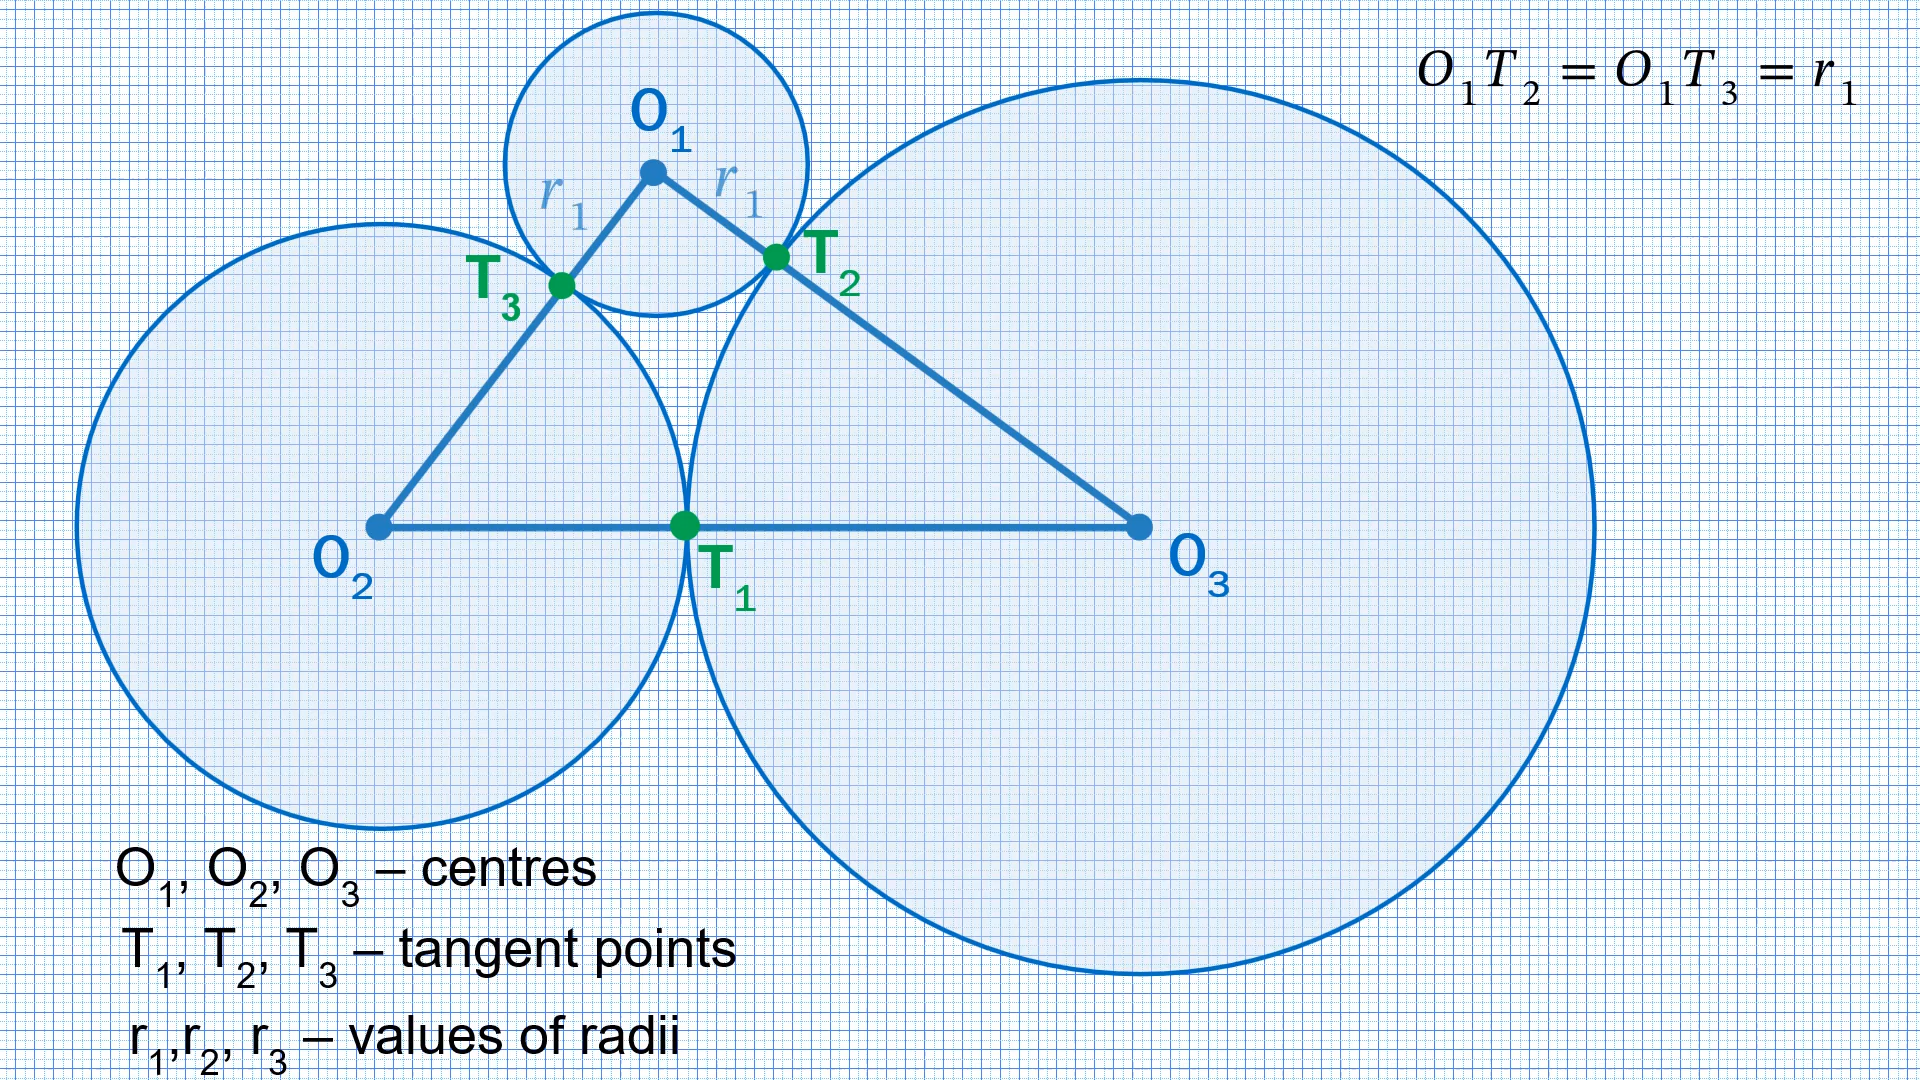 O₁T₂ = O₁T₃ = r₁
O₁
r₁
r₁
T₃
T₂
O₂
T₁
O₃
O₁, O₂, O₃ – centres
T₁, T₂, T₃ – tangent points
r₁,r₂, r₃ – values of radii